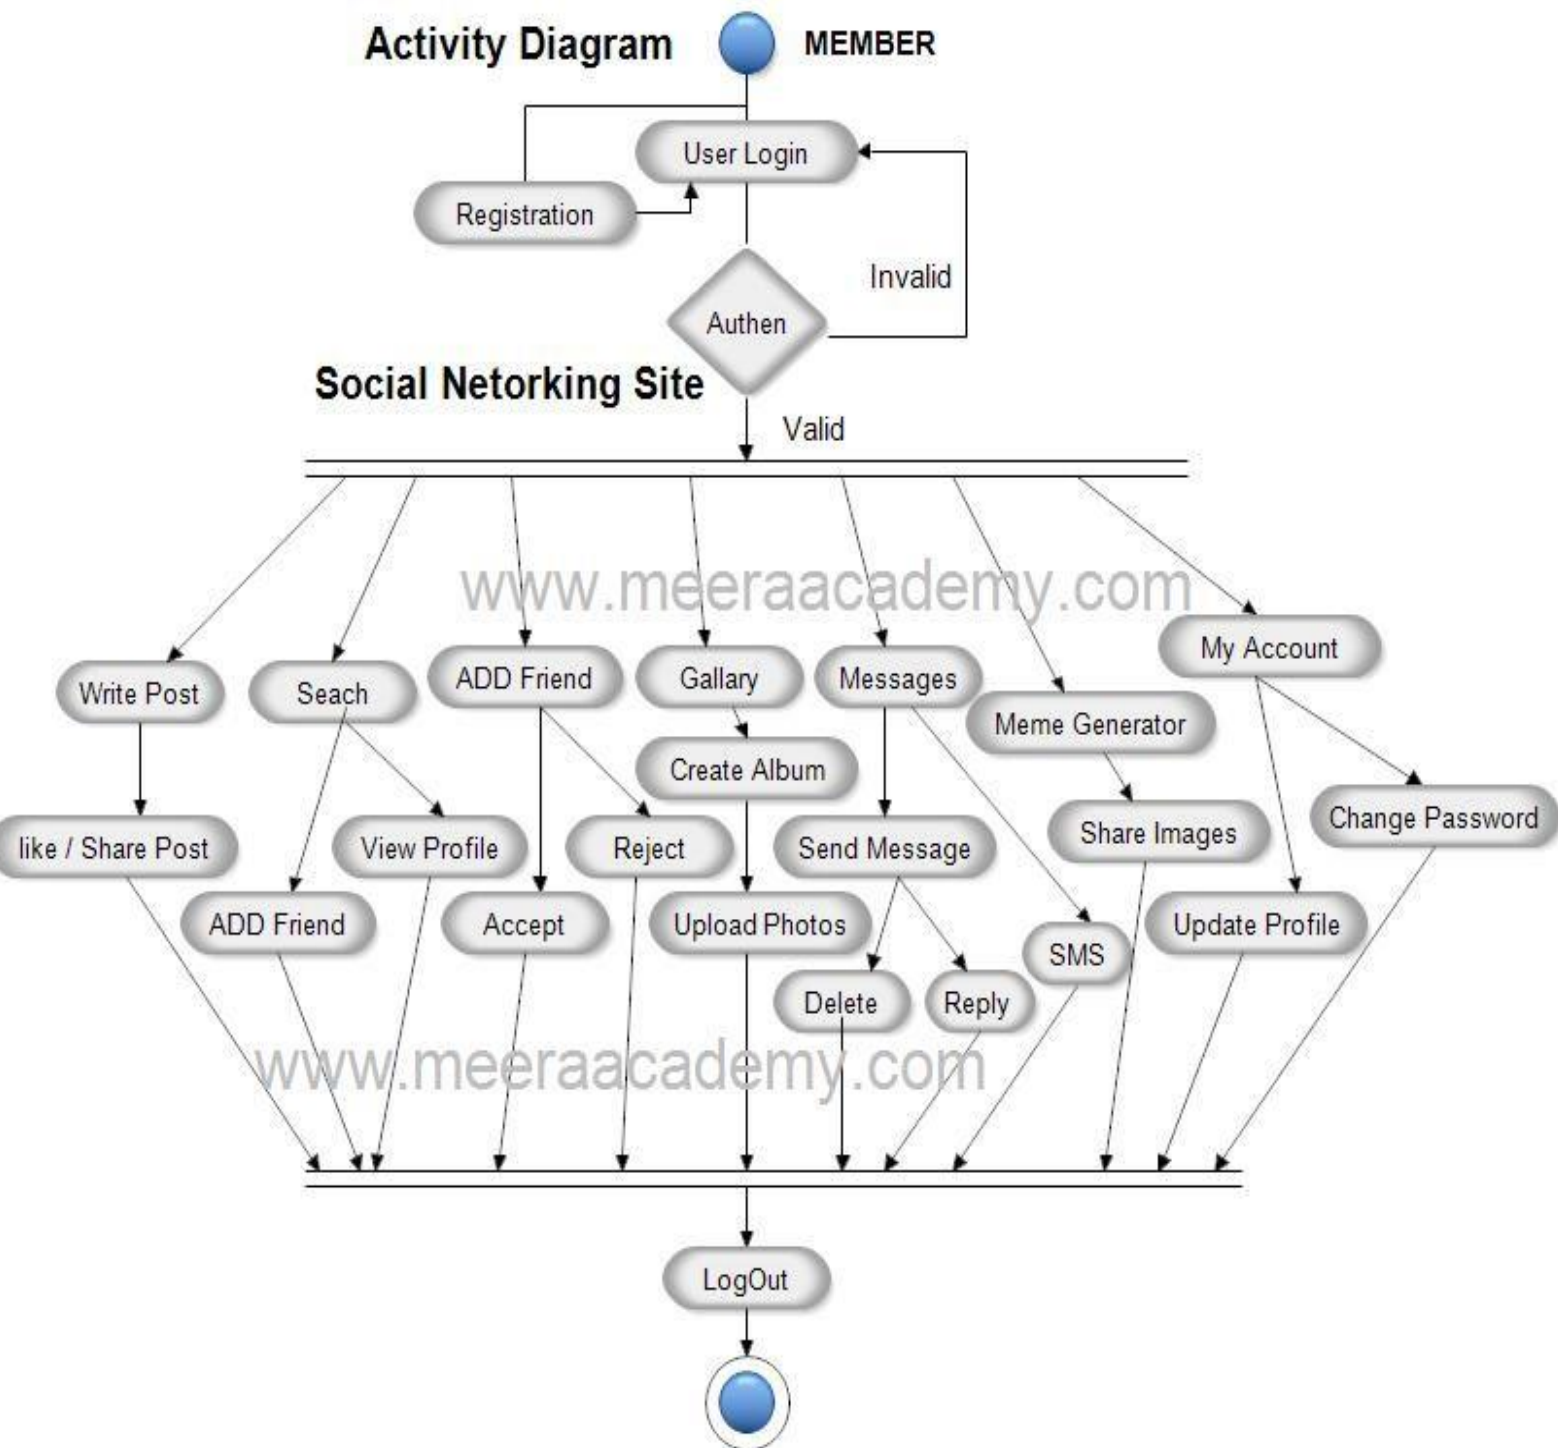 Activity Diagram
MEMBER
User Login
Registration
Invalid
Authen
Social Netorking Site
Valid
www.meeraacademy.com
My Account
Write Post
Seach
ADD Friend
Gallary
Messages
Meme Generator
Create Album
Change Password
like / Share Post
View Profile
Reject
Send Message
Share Images
ADD Friend
Accept
Upload Photos
SMS
Update Profile
Delete
Reply
www.meeraacademy.com
LogOut